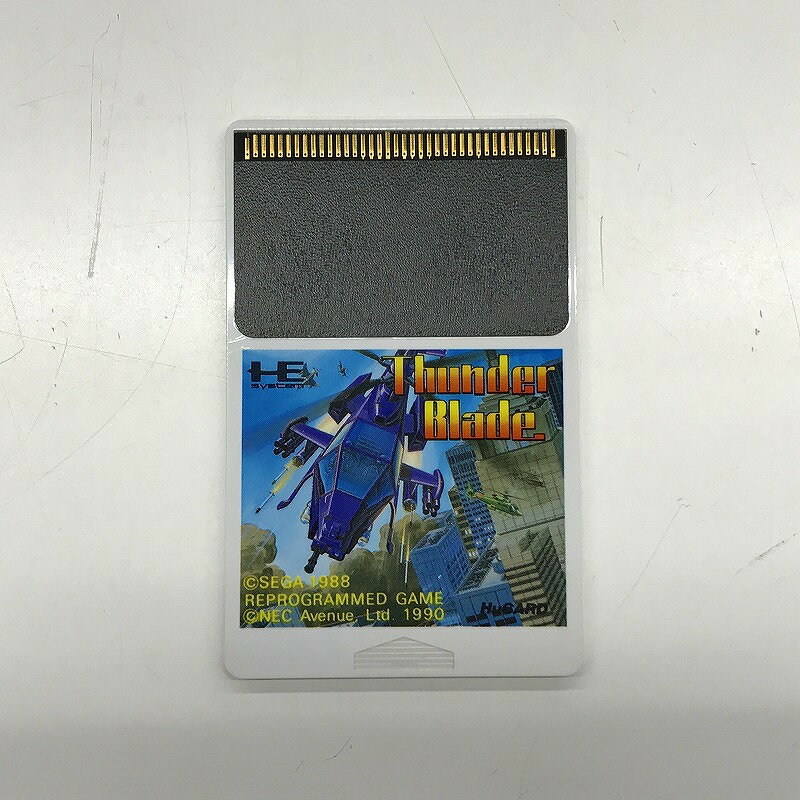 HE
SYSTEM
Thunder
Blade
©SEGA 1988
REPROGRAMMED GAME
©NEC Avenue, Ltd. 1990
HuCARD